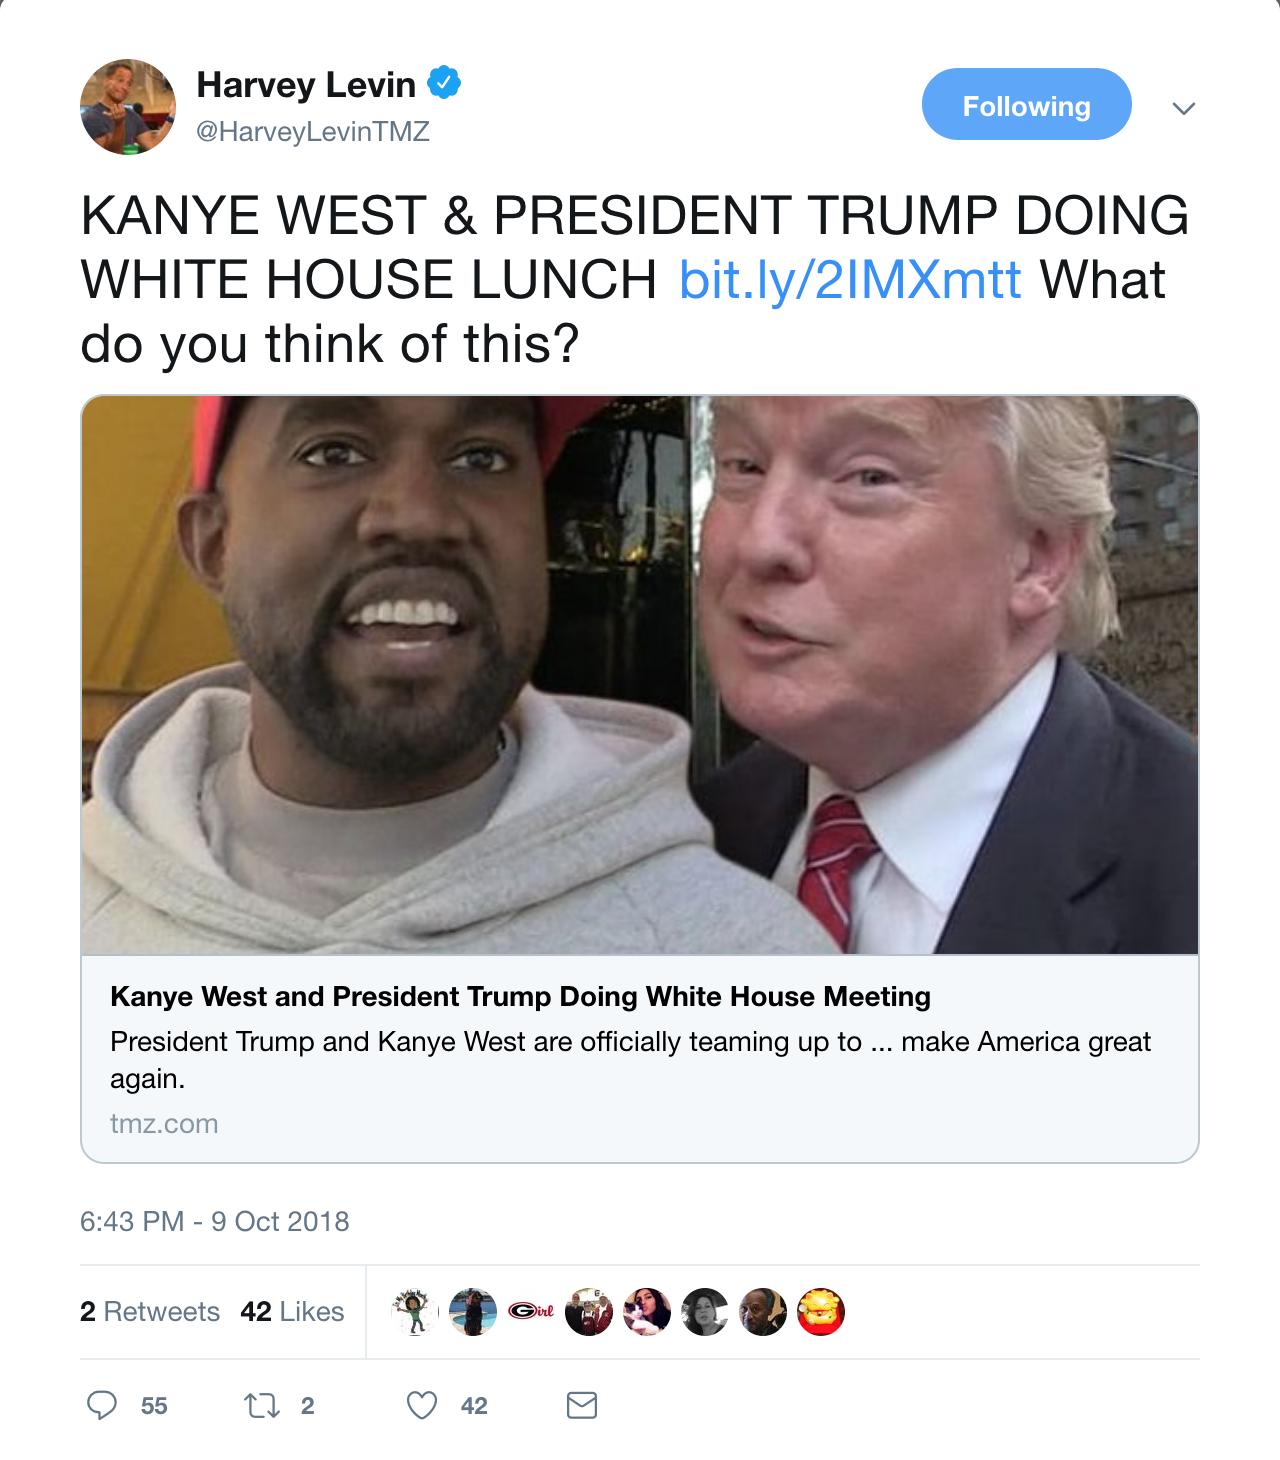 Harvey Levin
@HarveyLevinTMZ
Following
KANYE WEST & PRESIDENT TRUMP DOING
WHITE HOUSE LUNCH bit.ly/2IMXmtt What
do you think of this?
Kanye West and President Trump Doing White House Meeting
President Trump and Kanye West are officially teaming up to ... make America great
again.
tmz.com
6:43 PM - 9 Oct 2018
2 Retweets 42 Likes
Girl
55 2 42